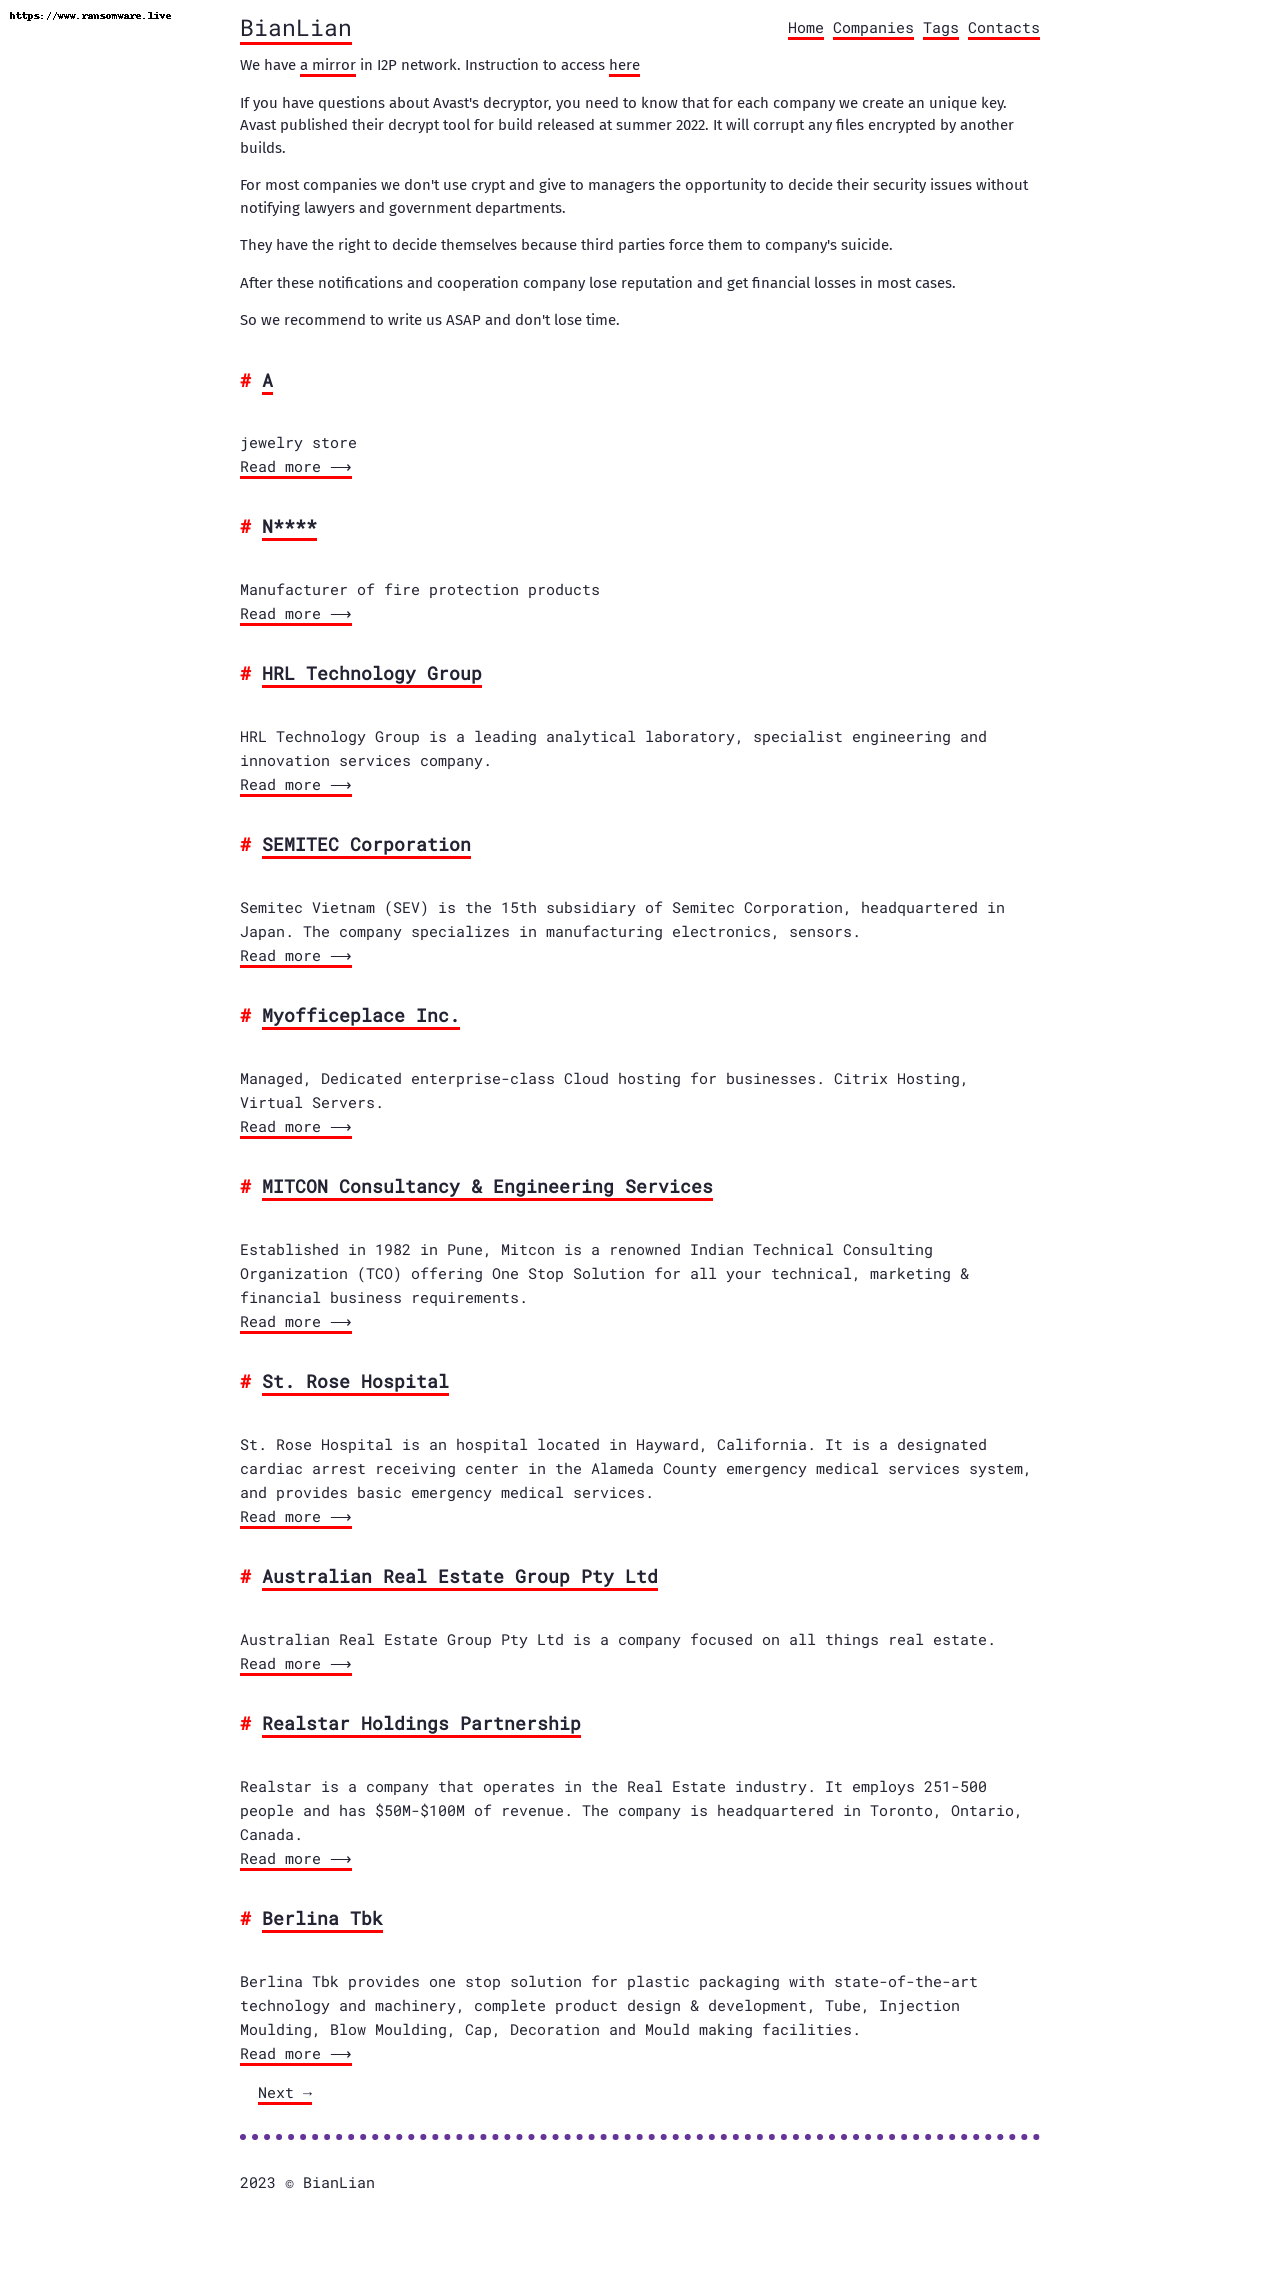 https://www.ransomware.live
BianLian
Home Companies Tags Contacts
We have a mirror in I2P network. Instruction to access here
If you have questions about Avast's decryptor, you need to know that for each company we create an unique key.
Avast published their decrypt tool for build released at summer 2022. It will corrupt any files encrypted by another
builds.
For most companies we don't use crypt and give to managers the opportunity to decide their security issues without
notifying lawyers and government departments.
They have the right to decide themselves because third parties force them to company's suicide.
After these notifications and cooperation company lose reputation and get financial losses in most cases.
So we recommend to write us ASAP and don't lose time.
# A
jewelry store
Read more ⟶
# N****
Manufacturer of fire protection products
Read more ⟶
# HRL Technology Group
HRL Technology Group is a leading analytical laboratory, specialist engineering and
innovation services company.
Read more ⟶
# SEMITEC Corporation
Semitec Vietnam (SEV) is the 15th subsidiary of Semitec Corporation, headquartered in
Japan. The company specializes in manufacturing electronics, sensors.
Read more ⟶
# Myofficeplace Inc.
Managed, Dedicated enterprise-class Cloud hosting for businesses. Citrix Hosting,
Virtual Servers.
Read more ⟶
# MITCON Consultancy & Engineering Services
Established in 1982 in Pune, Mitcon is a renowned Indian Technical Consulting
Organization (TCO) offering One Stop Solution for all your technical, marketing &
financial business requirements.
Read more ⟶
# St. Rose Hospital
St. Rose Hospital is an hospital located in Hayward, California. It is a designated
cardiac arrest receiving center in the Alameda County emergency medical services system,
and provides basic emergency medical services.
Read more ⟶
# Australian Real Estate Group Pty Ltd
Australian Real Estate Group Pty Ltd is a company focused on all things real estate.
Read more ⟶
# Realstar Holdings Partnership
Realstar is a company that operates in the Real Estate industry. It employs 251-500
people and has $50M-$100M of revenue. The company is headquartered in Toronto, Ontario,
Canada.
Read more ⟶
# Berlina Tbk
Berlina Tbk provides one stop solution for plastic packaging with state-of-the-art
technology and machinery, complete product design & development, Tube, Injection
Moulding, Blow Moulding, Cap, Decoration and Mould making facilities.
Read more ⟶
Next →
2023 © BianLian